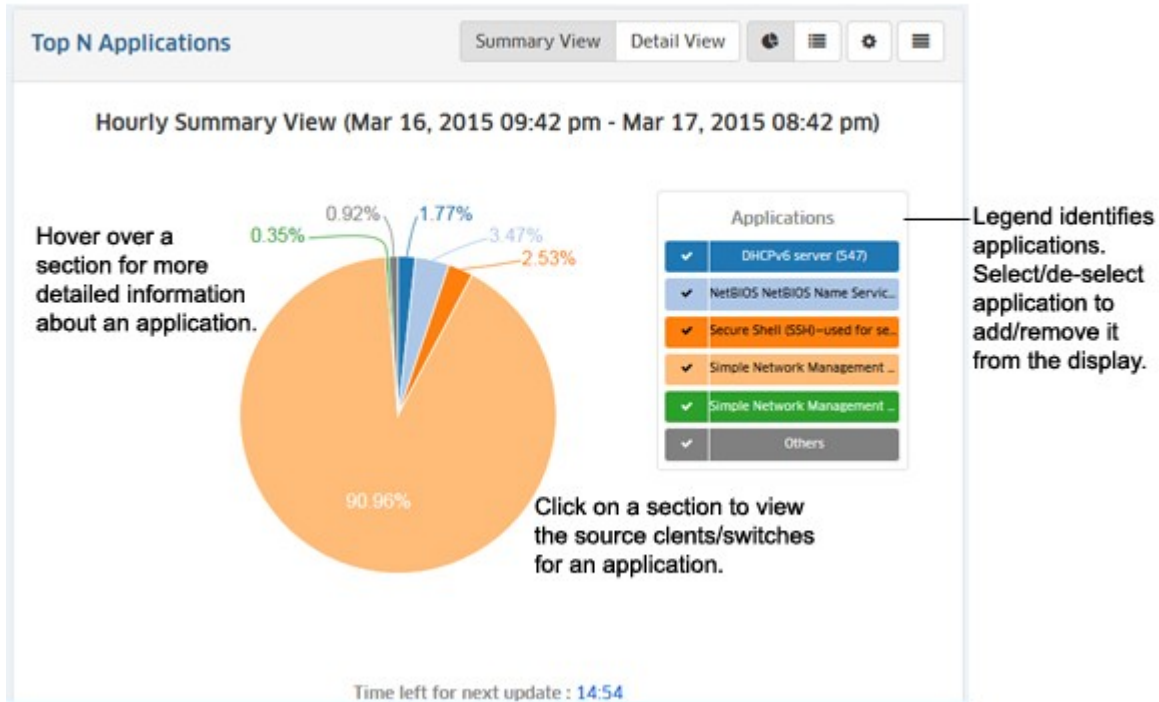 Top N Applications
Summary View
Detail View
Hourly Summary View (Mar 16, 2015 09:42 pm - Mar 17, 2015 08:42 pm)
Hover over a
section for more
detailed information
about an application.
0.92%
1.77%
0.35%
3.47%
2.53%
90.96%
Applications
DHCPv6 server (547)
NetBIOS NetBIOS Name Servic...
Secure Shell (SSH)—used for se...
Simple Network Management ...
Simple Network Management ...
Others
Legend identifies
applications.
Select/de-select
application to
add/remove it
from the display.
Click on a section to view
the source clents/switches
for an application.
Time left for next update : 14:54